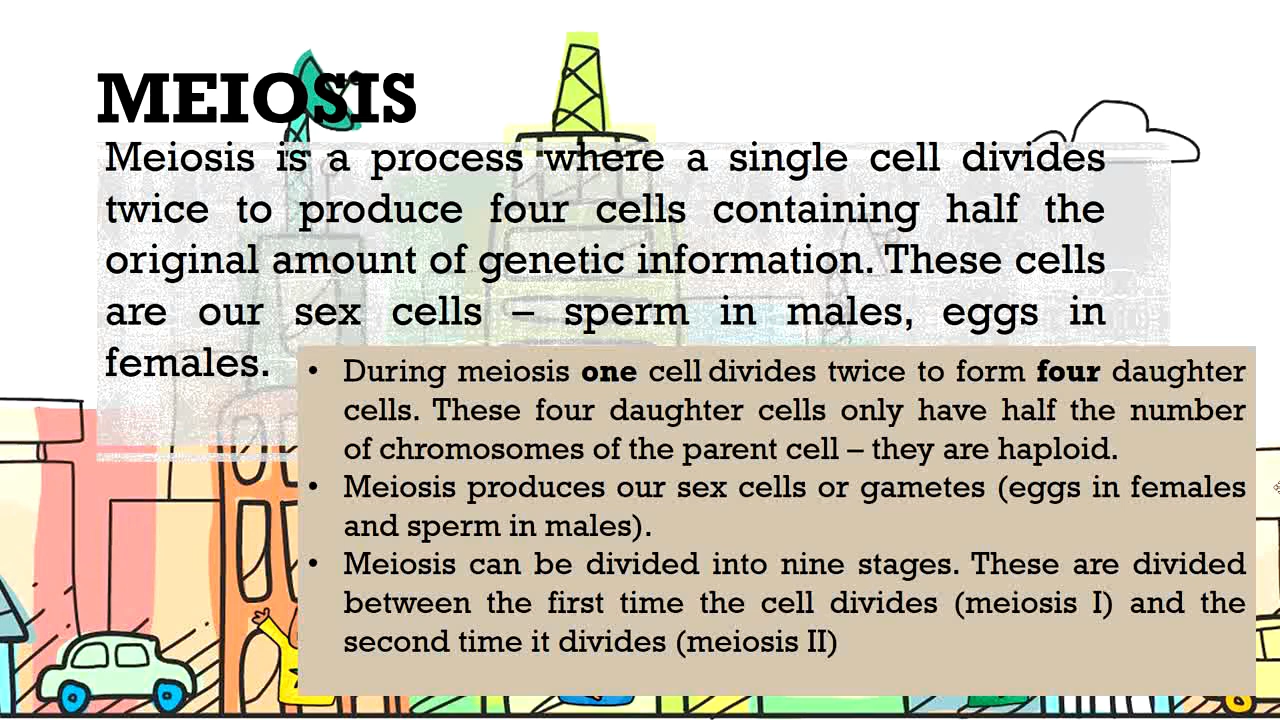 MEIOSIS
Meiosis is a process where a single cell divides
twice to produce four cells containing half the
original amount of genetic information. These cells
are our sex cells – sperm in males, eggs in
females.
• During meiosis one cell divides twice to form four daughter
cells. These four daughter cells only have half the number
of chromosomes of the parent cell – they are haploid.
• Meiosis produces our sex cells or gametes (eggs in females
and sperm in males).
• Meiosis can be divided into nine stages. These are divided
between the first time the cell divides (meiosis I) and the
second time it divides (meiosis II)